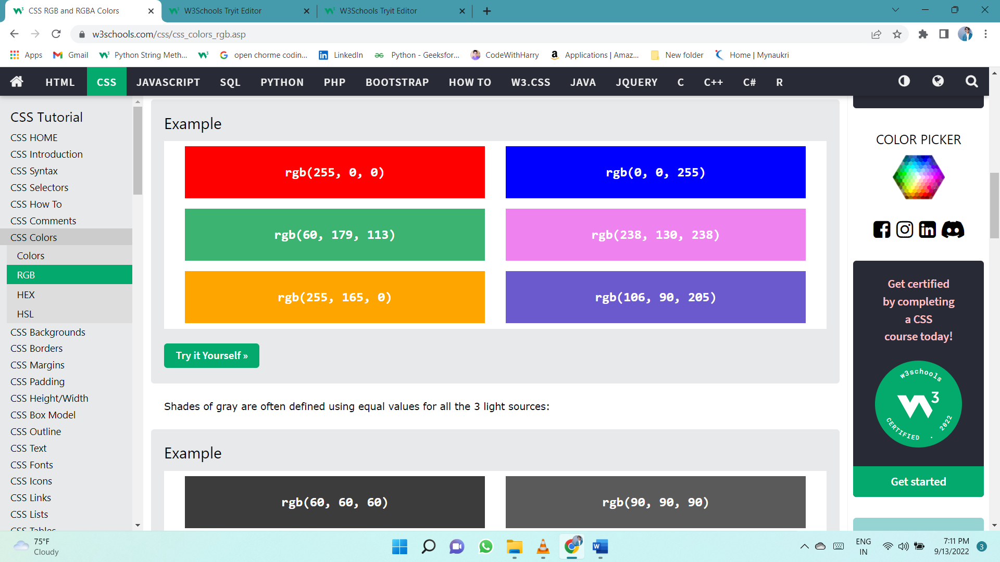 CSS RGB and RGBA Colors
W3Schools Tryit Editor
W3Schools Tryit Editor
w3schools.com/css/css_colors_rgb.asp
Apps
Gmail
Python String Meth...
open chorme codin...
LinkedIn
Python - Geeksfor...
CodeWithHarry
Applications | Amaz...
New folder
Home | Mynaukri
HTML
CSS
JAVASCRIPT
SQL
PYTHON
PHP
BOOTSTRAP
HOW TO
W3.CSS
JAVA
JQUERY
C
C++
C#
R
CSS Tutorial
CSS HOME
CSS Introduction
CSS Syntax
CSS Selectors
CSS How To
CSS Comments
CSS Colors
Colors
RGB
HEX
HSL
CSS Backgrounds
CSS Borders
CSS Margins
CSS Padding
CSS Height/Width
CSS Box Model
CSS Outline
CSS Text
CSS Fonts
CSS Icons
CSS Links
CSS Lists
CSS Tables
Example
rgb(255, 0, 0)
rgb(0, 0, 255)
rgb(60, 179, 113)
rgb(238, 130, 238)
rgb(255, 165, 0)
rgb(106, 90, 205)
Try it Yourself »
Shades of gray are often defined using equal values for all the 3 light sources:
Example
rgb(60, 60, 60)
rgb(90, 90, 90)
COLOR PICKER
Get certified
by completing
a CSS
course today!
w3schools
W3
CERTIFIED . 2022
Get started
75°F
Cloudy
ENG
IN
7:11 PM
9/13/2022
3